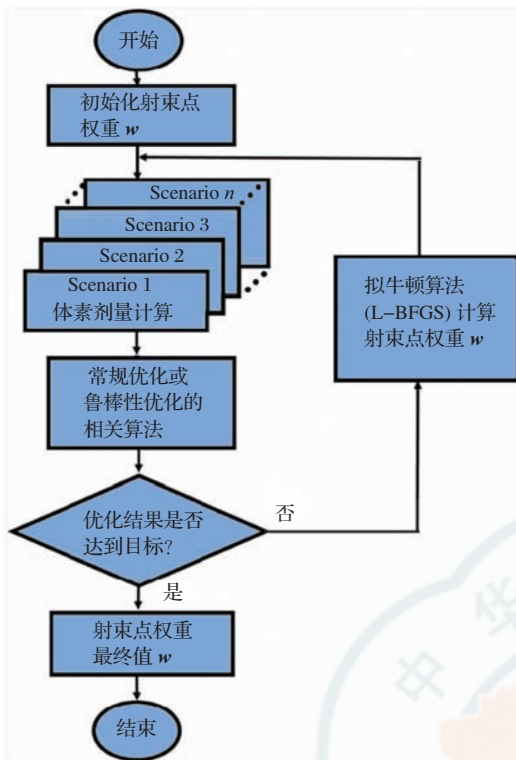 开始
初始化射束点
权重 w
Scenario n
Scenario 3
Scenario 2
Scenario 1
体素剂量计算
拟牛顿算法
(L-BFGS) 计算
射束点权重 w
常规优化或
鲁棒性优化的
相关算法
优化结果是否
达到目标?
否
是
射束点权重
最终值 w
结束
中 华